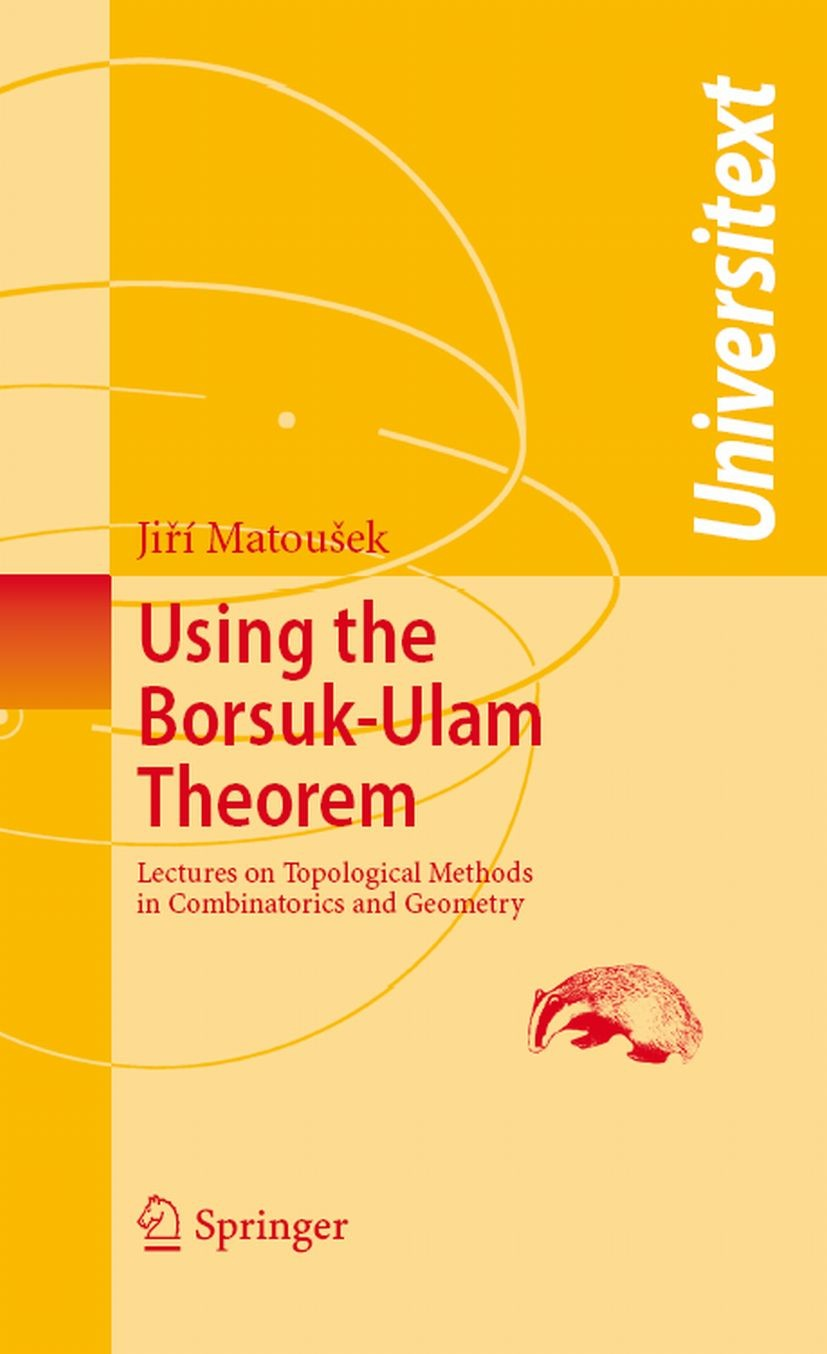 Universitext
Jiří Matoušek
Using the
Borsuk-Ulam
Theorem
Lectures on Topological Methods
in Combinatorics and Geometry
Springer